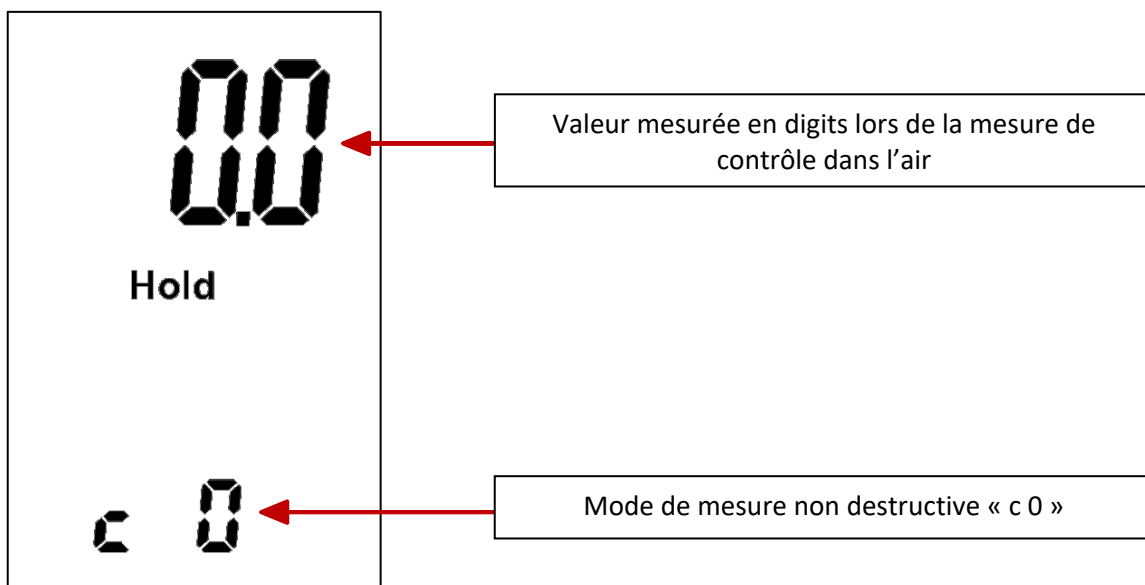 0.0
Valeur mesurée en digits lors de la mesure de
contrôle dans l’air
Hold
c 0
Mode de mesure non destructive « c 0 »